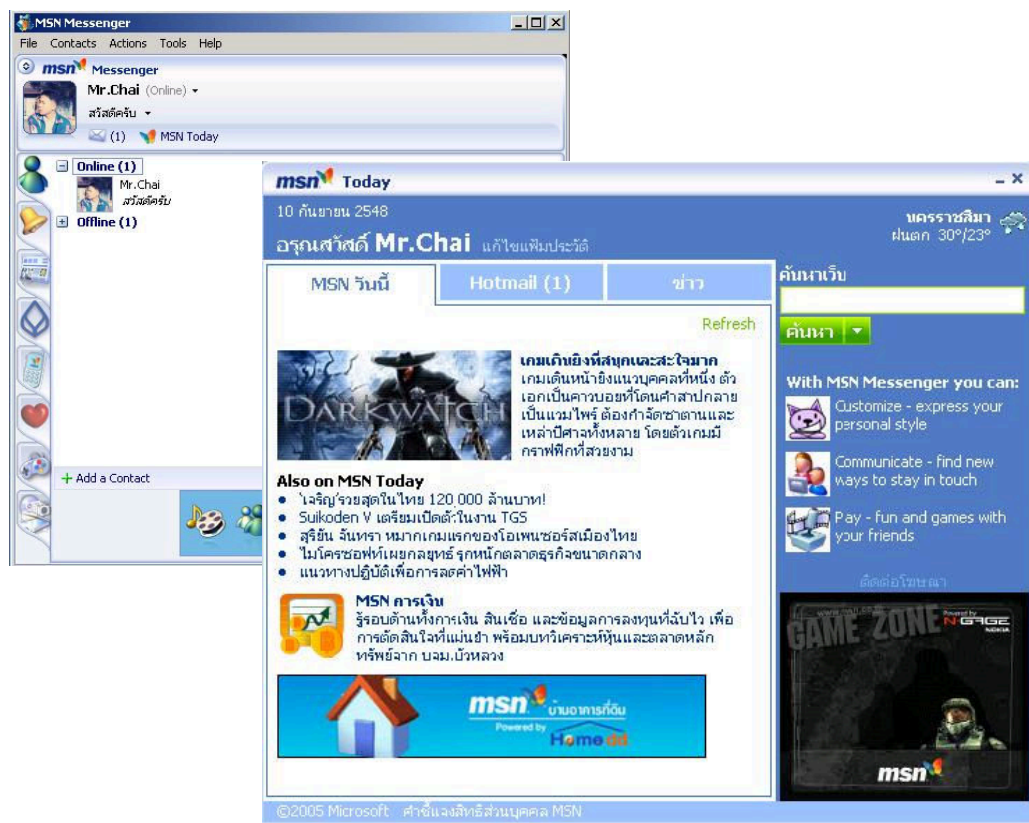 MSN Messenger
File Contacts Actions Tools Help
msn Messenger
Mr.Chai (Online)
สวัสดีครับ
(1) MSN Today
Online (1)
Mr.Chai
สวัสดีครับ
Offline (1)
+ Add a Contact
msn Today
10 กันยายน 2548
อรุณสวัสดิ์ Mr.Chai แก้ไขแฟ้มประวัติ
นครราชสีมา
ฝนตก 30°/23°
MSN วันนี้ Hotmail (1) ข่าว
Refresh
DARKWATCH
เกมเดินยิงที่สนุกและสะใจมาก
เกมเดินหน้ายิงแนวบุคคลที่หนึ่ง ตัว
เอกเป็นคาวบอยที่โดนคำสาปกลาย
เป็นแวมไพร์ ต้องกำจัดซาตานและ
เหล่าปีศาจทั้งหลาย โดยตัวเกมมี
กราฟฟิกที่สวยงาม
Also on MSN Today
'เจริญ'รวยสุดในไทย 120,000 ล้านบาท!
Suikoden V เตรียมเปิดตัวในงาน TGS
สุริยัน จันทรา หมากเกมแรกของโอเพนซอร์สเมืองไทย
ไมโครซอฟท์เผยกลยุทธ์ รุกหนักตลาดธุรกิจขนาดกลาง
แนวทางปฏิบัติเพื่อการลดค่าไฟฟ้า
MSN การเงิน
รู้รอบด้านทั้งการเงิน สินเชื่อ และข้อมูลการลงทุนที่ฉับไว เพื่อ
การตัดสินใจที่แม่นยำ พร้อมบทวิเคราะห์หุ้นและตลาดหลัก
ทรัพย์จาก บจม.บัวหลวง
msn บ้านอาคารที่ดิน
Powered by
Home dd
ค้นหาเว็บ
ค้นหา
With MSN Messenger you can:
Customize - express your
personal style
Communicate - find new
ways to stay in touch
Pay - fun and games with
your friends
ติดต่อโฆษณา
GAME ZONE
Powered by
N-GAGE
NOKIA
msn
©2005 Microsoft คำชี้แจงสิทธิส่วนบุคคล MSN